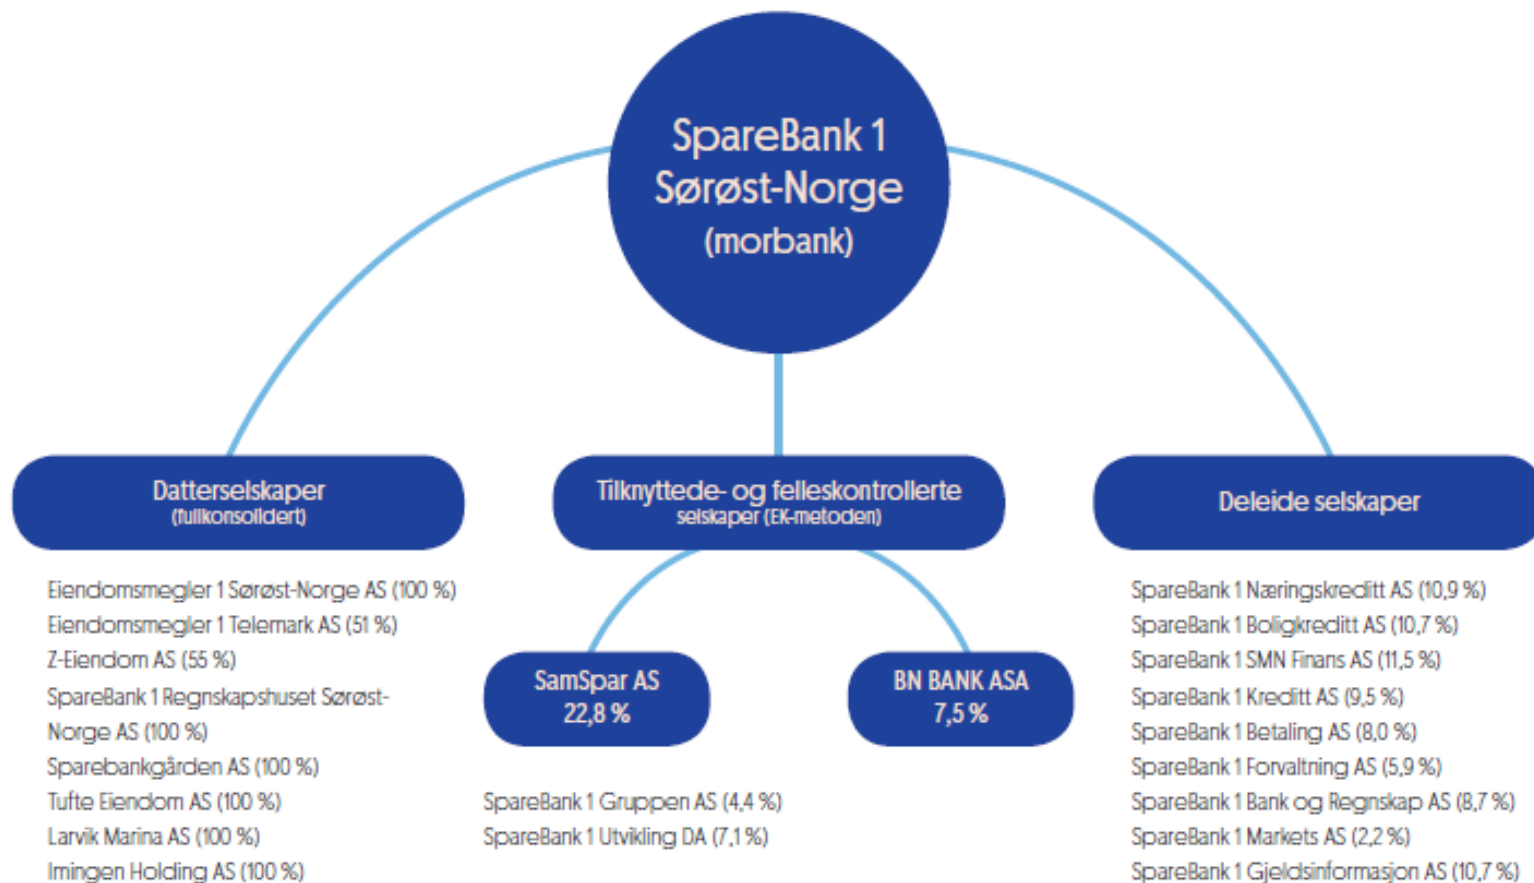 SpareBank 1
Sørøst-Norge
(morbank)
Datterselskaper
(fullkonsolidert)
Tilknyttede- og felleskontrollerte
selskaper (EK-metoden)
Deleide selskaper
Eiendomsmegler 1 Sørøst-Norge AS (100 %)
Eiendomsmegler 1 Telemark AS (51 %)
Z-Eiendom AS (55 %)
SpareBank 1 Regnskapshuset Sørøst-
Norge AS (100 %)
Sparebankgården AS (100 %)
Tufte Eiendom AS (100 %)
Larvik Marina AS (100 %)
Imingen Holding AS (100 %)
SamSpar AS
22,8 %
BN BANK ASA
7,5 %
SpareBank 1 Gruppen AS (4,4 %)
SpareBank 1 Utvikling DA (7,1 %)
SpareBank 1 Næringskreditt AS (10,9 %)
SpareBank 1 Boligkreditt AS (10,7 %)
SpareBank 1 SMN Finans AS (11,5 %)
SpareBank 1 Kreditt AS (9,5 %)
SpareBank 1 Betaling AS (8,0 %)
SpareBank 1 Forvaltning AS (5,9 %)
SpareBank 1 Bank og Regnskap AS (8,7 %)
SpareBank 1 Markets AS (2,2 %)
SpareBank 1 Gjeldsinformasjon AS (10,7 %)